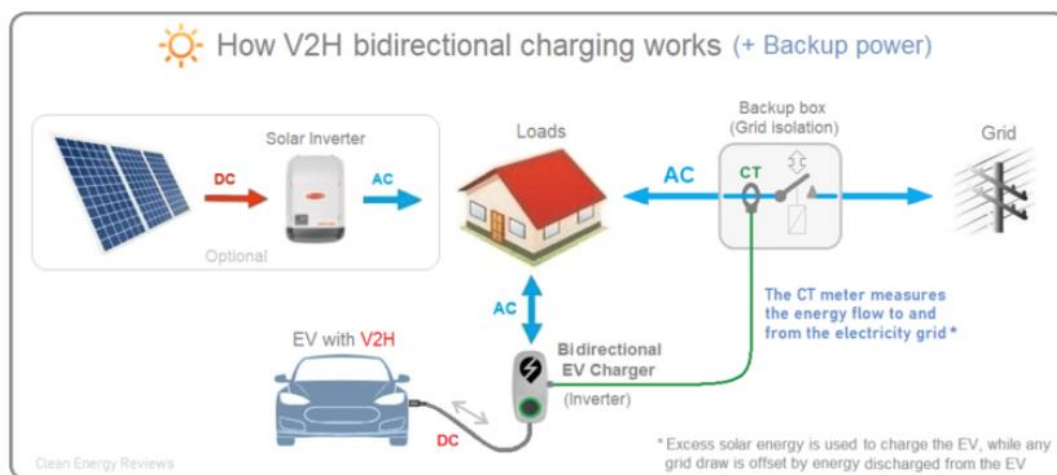 How V2H bidirectional charging works (+ Backup power)
Solar Inverter
DC
AC
Optional
Loads
AC
Backup box
(Grid isolation)
CT
Grid
AC
The CT meter measures
the energy flow to and
from the electricity grid *
EV with V2H
DC
Bidirectional
EV Charger
(Inverter)
* Excess solar energy is used to charge the EV, while any
grid draw is offset by energy discharged from the EV
Clean Energy Reviews